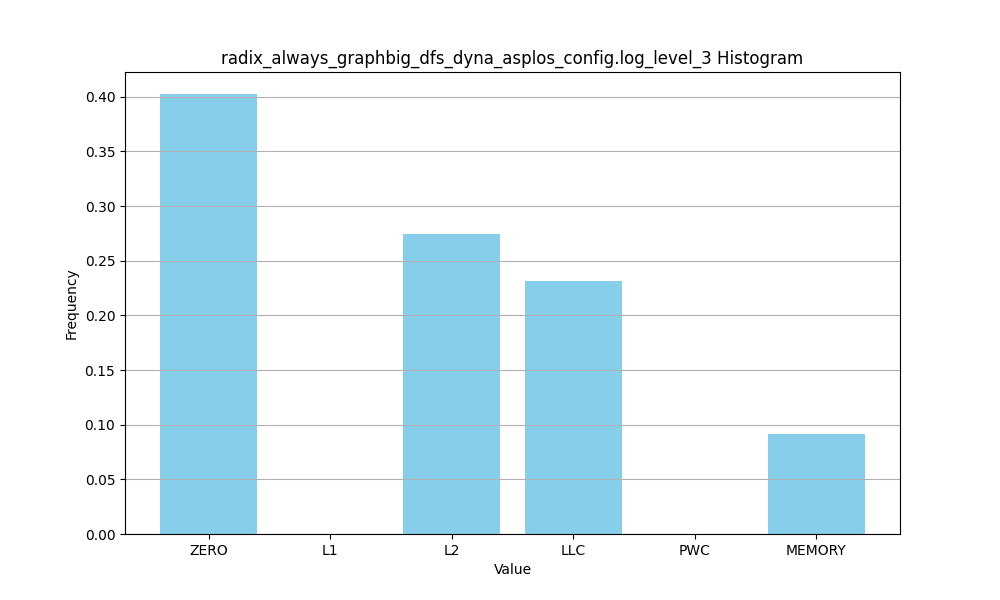 radix_always_graphbig_dfs_dyna_asplos_config.log_level_3 Histogram
0.40
0.35
0.30
0.25
0.20
0.15
0.10
0.05
0.00
Frequency
ZERO L1 L2 LLC PWC MEMORY
Value